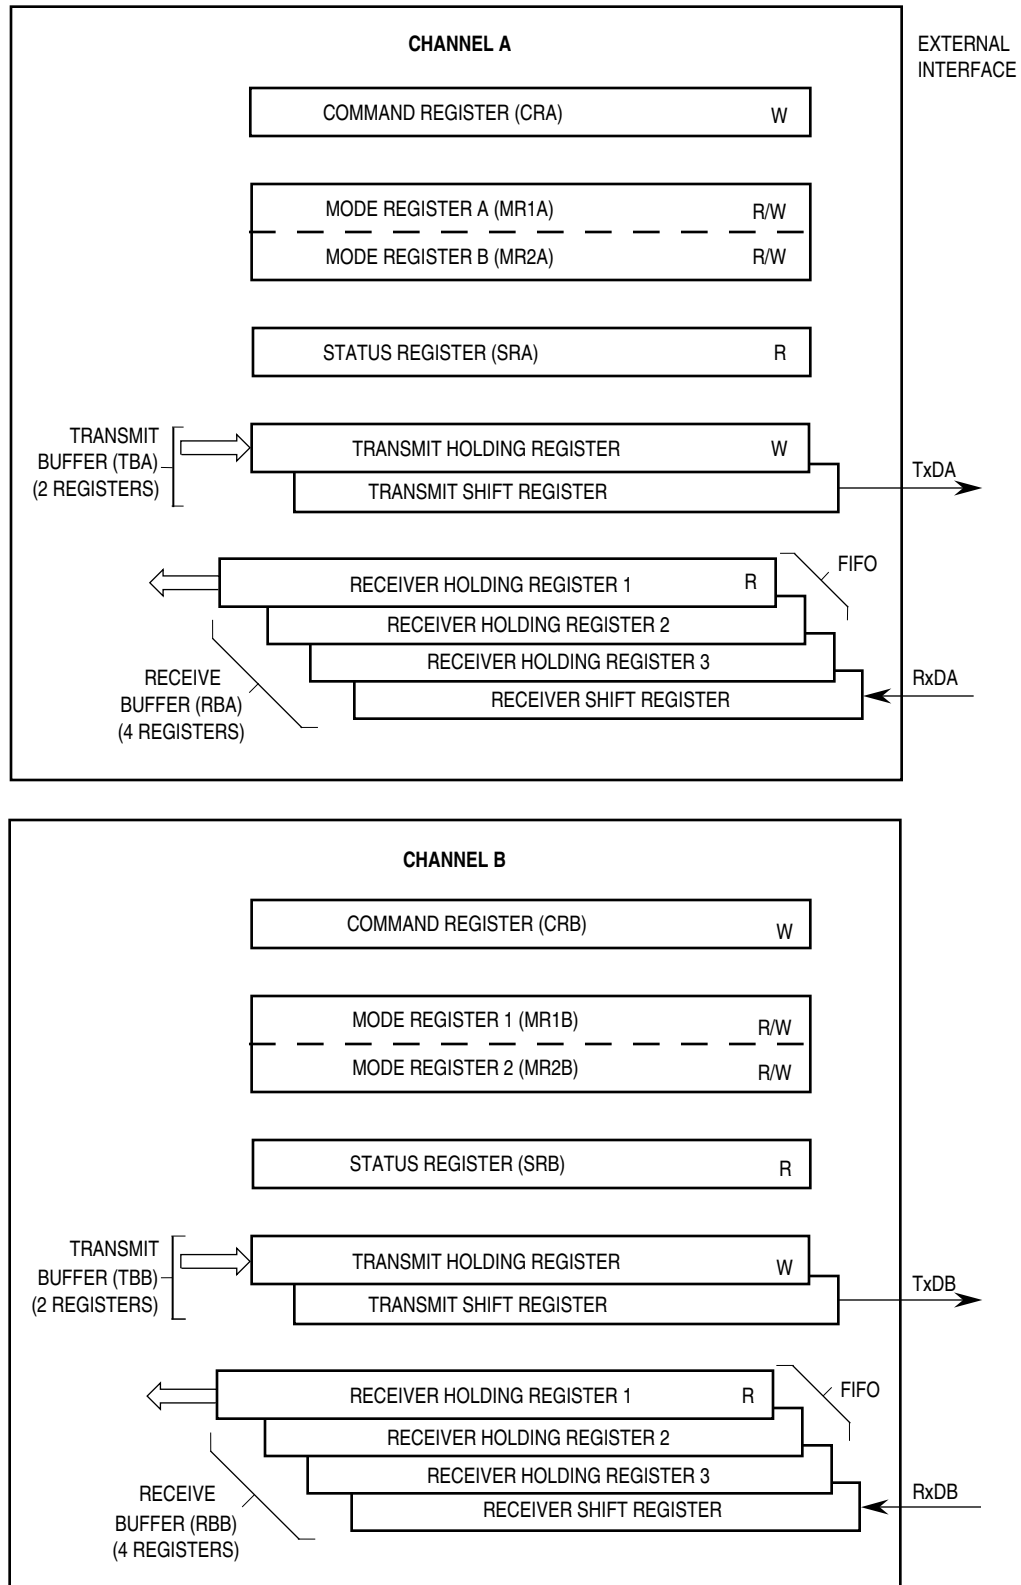 CHANNEL A
EXTERNAL
INTERFACE
COMMAND REGISTER (CRA) W
MODE REGISTER A (MR1A) R/W
MODE REGISTER B (MR2A) R/W
STATUS REGISTER (SRA) R
TRANSMIT
BUFFER (TBA)
(2 REGISTERS)
TRANSMIT HOLDING REGISTER W
TRANSMIT SHIFT REGISTER
TxDA
FIFO
RECEIVER HOLDING REGISTER 1 R
RECEIVER HOLDING REGISTER 2
RECEIVER HOLDING REGISTER 3
RECEIVER SHIFT REGISTER
RxDA
RECEIVE
BUFFER (RBA)
(4 REGISTERS)
CHANNEL B
COMMAND REGISTER (CRB) W
MODE REGISTER 1 (MR1B) R/W
MODE REGISTER 2 (MR2B) R/W
STATUS REGISTER (SRB) R
TRANSMIT
BUFFER (TBB)
(2 REGISTERS)
TRANSMIT HOLDING REGISTER W
TRANSMIT SHIFT REGISTER
TxDB
FIFO
RECEIVER HOLDING REGISTER 1 R
RECEIVER HOLDING REGISTER 2
RECEIVER HOLDING REGISTER 3
RECEIVER SHIFT REGISTER
RxDB
RECEIVE
BUFFER (RBB)
(4 REGISTERS)